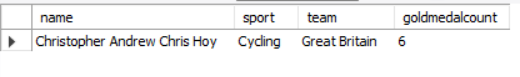 name sport team goldmedalcount
Christopher Andrew Chris Hoy Cycling Great Britain 6